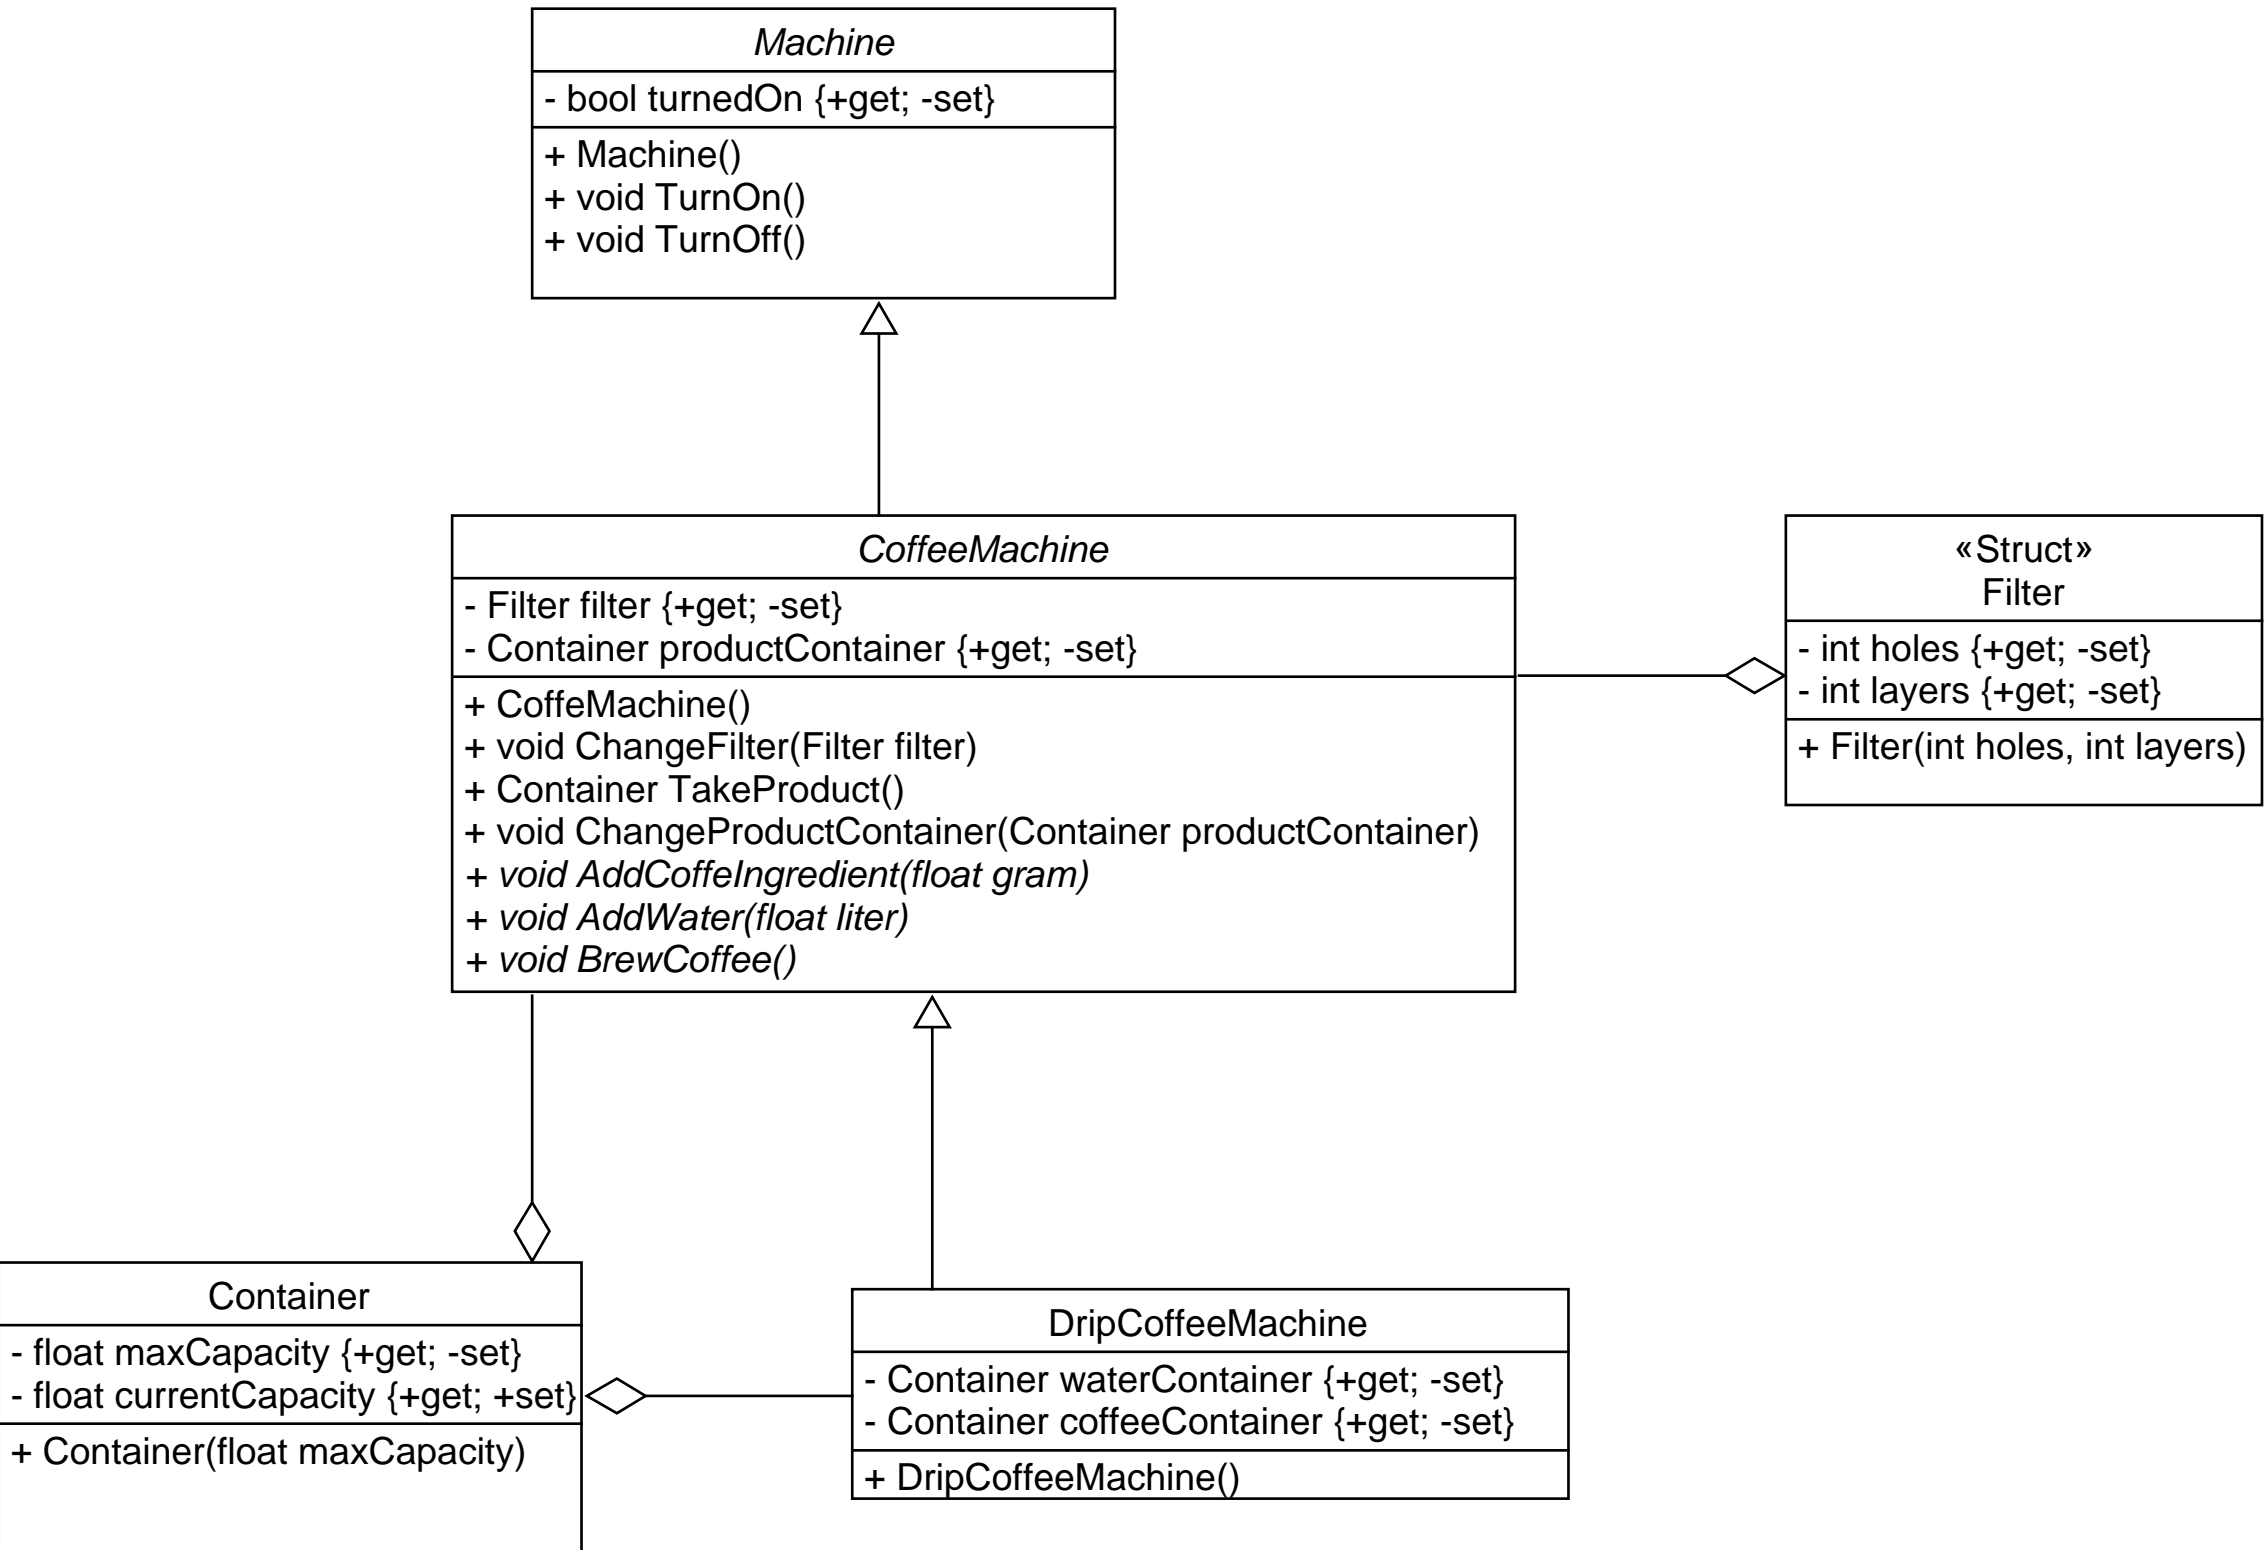 Machine
- bool turnedOn {+get; -set}
+ Machine()
+ void TurnOn()
+ void TurnOff()
CoffeeMachine
- Filter filter {+get; -set}
- Container productContainer {+get; -set}
+ CoffeMachine()
+ void ChangeFilter(Filter filter)
+ Container TakeProduct()
+ void ChangeProductContainer(Container productContainer)
+ void AddCoffeIngredient(float gram)
+ void AddWater(float liter)
+ void BrewCoffee()
«Struct»
Filter
- int holes {+get; -set}
- int layers {+get; -set}
+ Filter(int holes, int layers)
Container
- float maxCapacity {+get; -set}
- float currentCapacity {+get; +set}
+ Container(float maxCapacity)
DripCoffeeMachine
- Container waterContainer {+get; -set}
- Container coffeeContainer {+get; -set}
+ DripCoffeeMachine()